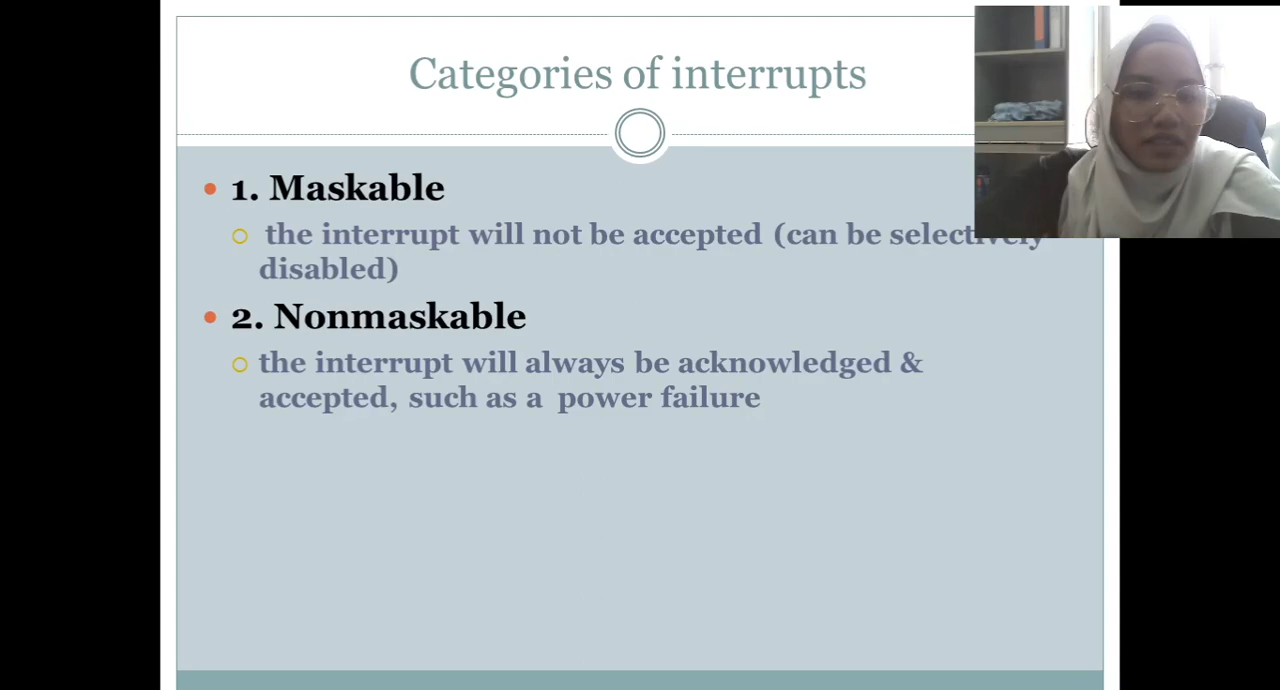 Categories of interrupts
1. Maskable
the interrupt will not be accepted (can be selectively
disabled)
2. Nonmaskable
the interrupt will always be acknowledged &
accepted, such as a power failure